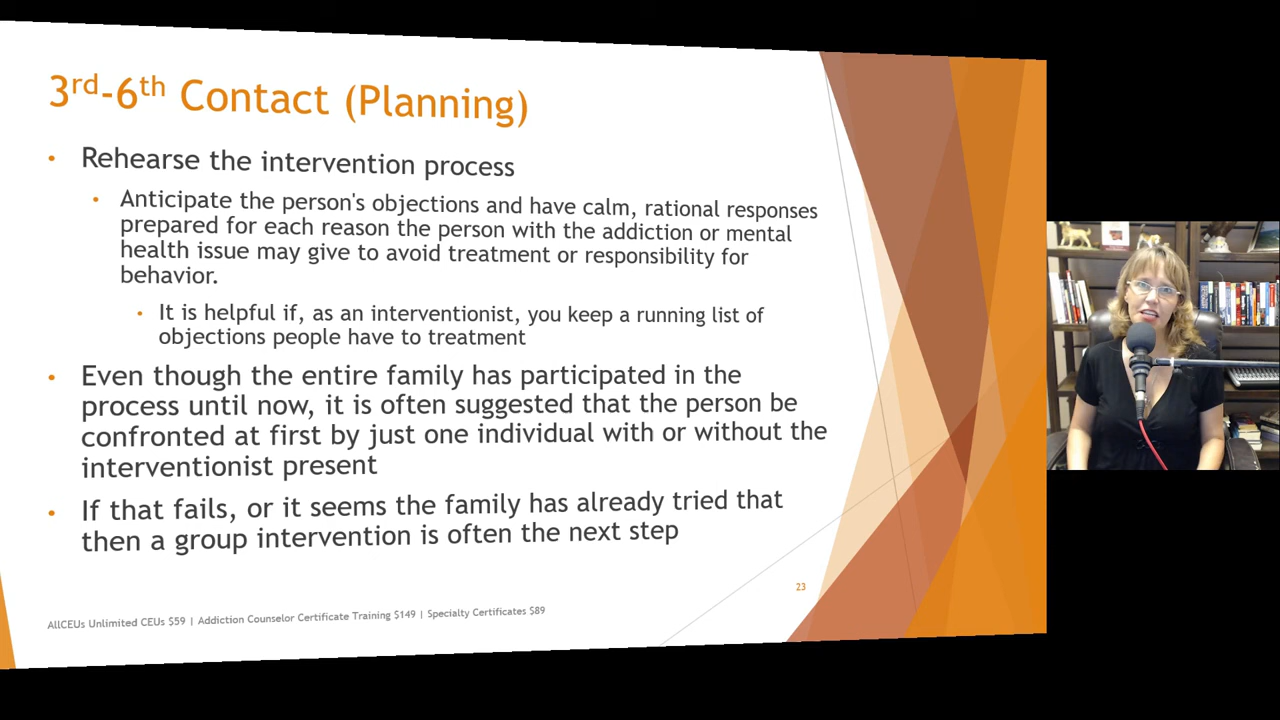 3rd-6th Contact (Planning)
• Rehearse the intervention process
• Anticipate the person's objections and have calm, rational responses
prepared for each reason the person with the addiction or mental
health issue may give to avoid treatment or responsibility for
behavior.
• It is helpful if, as an interventionist, you keep a running list of
objections people have to treatment
• Even though the entire family has participated in the
process until now, it is often suggested that the person be
confronted at first by just one individual with or without the
interventionist present
• If that fails, or it seems the family has already tried that
then a group intervention is often the next step
23
AllCEUs Unlimited CEUs $59 | Addiction Counselor Certificate Training $149 | Specialty Certificates $89